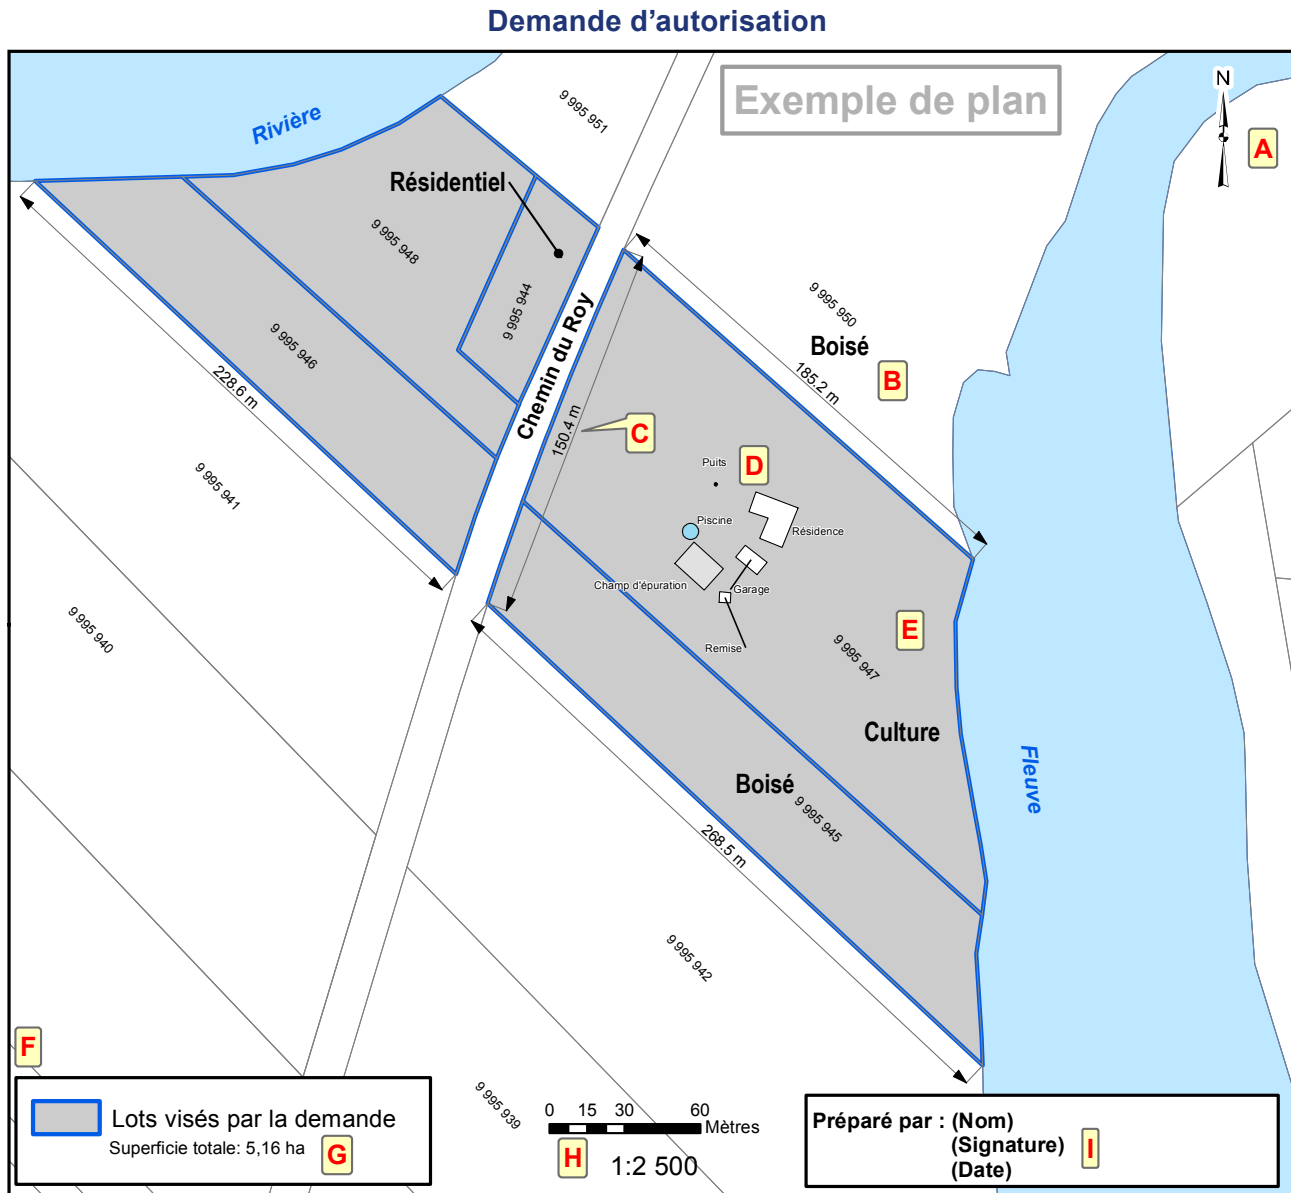 Demande d'autorisation
Exemple de plan
N
A
Rivière
9 995 951
Résidentiel
9 995 948
9 995 944
9 995 946
228.6 m
Chemin du Roy
150.4 m
C
9 995 950
Boisé
B
185.2 m
D
Puits
Piscine
Résidence
Champ d'épuration
Garage
Remise
E
9 995 947
Culture
Boisé
9 995 945
268.5 m
Fleuve
9 995 941
9 995 940
9 995 942
9 995 939
F
Lots visés par la demande
Superficie totale: 5,16 ha
G
0 15 30 60
Mètres
H
1:2 500
Préparé par : (Nom)
(Signature)
(Date)
I